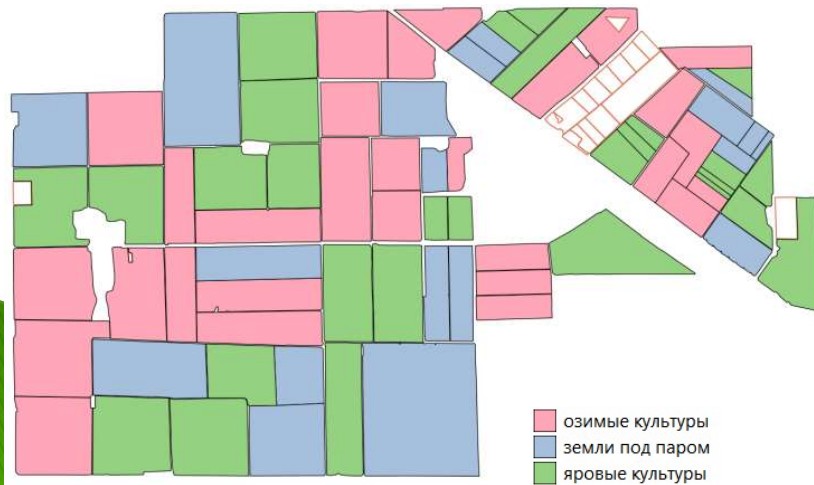 озимые культуры
земли под паром
яровые культуры